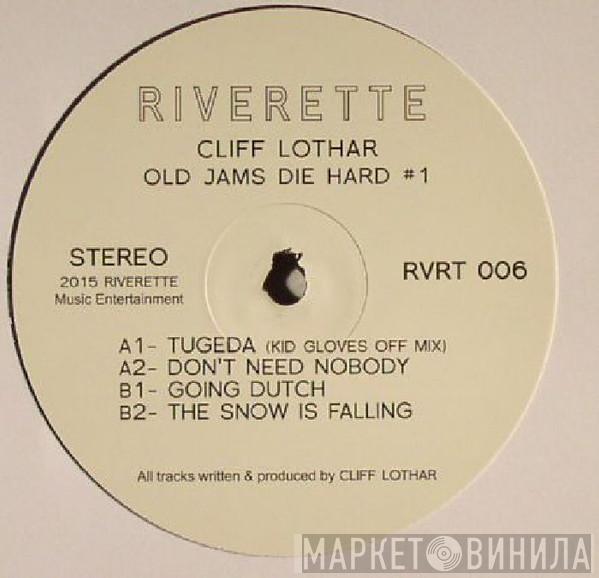 RIVERETTE
CLIFF LOTHAR
OLD JAMS DIE HARD #1
STEREO
2015 RIVERETTE
Music Entertainment
RVRT 006
A1- TUGEDA (KID GLOVES OFF MIX)
A2- DON'T NEED NOBODY
B1- GOING DUTCH
B2- THE SNOW IS FALLING
All tracks written & produced by CLIFF LOTHAR
МАРКЕТ ВИНИЛА